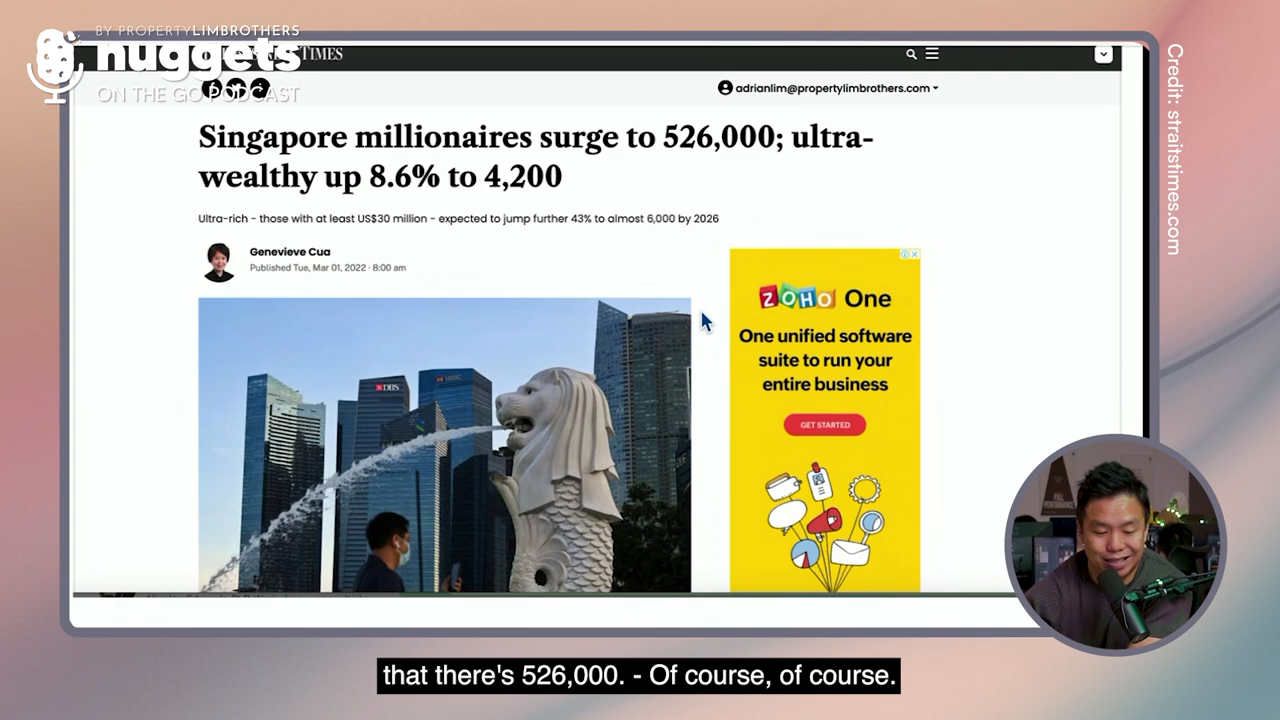 BY PROPERTYLIMBROTHERS
nuggets
ON THE GO PODCAST
TIMES
adrianlim@propertylimbrothers.com
Credit: straitstimes.com
Singapore millionaires surge to 526,000; ultra-
wealthy up 8.6% to 4,200
Ultra-rich - those with at least US$30 million - expected to jump further 43% to almost 6,000 by 2026
Genevieve Cua
Published Tue, Mar 01, 2022 · 8:00 am
DBS
HSBC
ZOHO One
One unified software
suite to run your
entire business
GET STARTED
that there's 526,000. - Of course, of course.